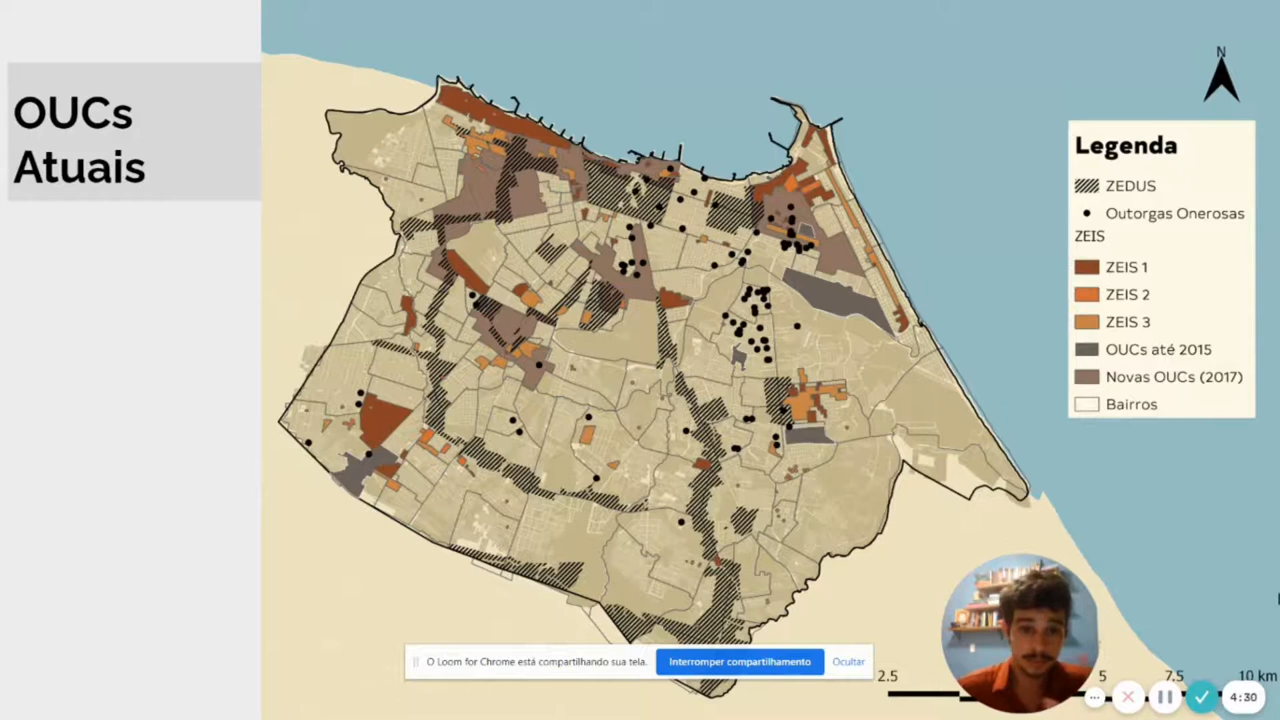 OUCs
Atuais
N
Legenda
ZEDUS
Outorgas Onerosas
ZEIS
ZEIS 1
ZEIS 2
ZEIS 3
OUCs até 2015
Novas OUCs (2017)
Bairros
O Loom for Chrome está compartilhando sua tela.
Interromper compartilhamento
Ocultar
2.5
5
7.5
10 km
4:30